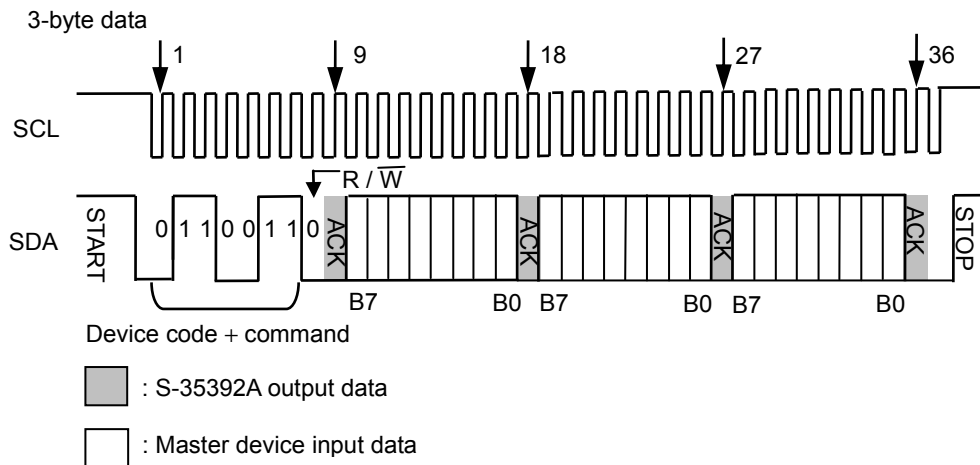 3-byte data
1 9 18 27 36
SCL
R / W
SDA START 0 1 1 0 0 1 1 0 ACK ACK ACK ACK STOP
B7 B0 B7 B0 B7 B0
Device code + command
: S-35392A output data
: Master device input data